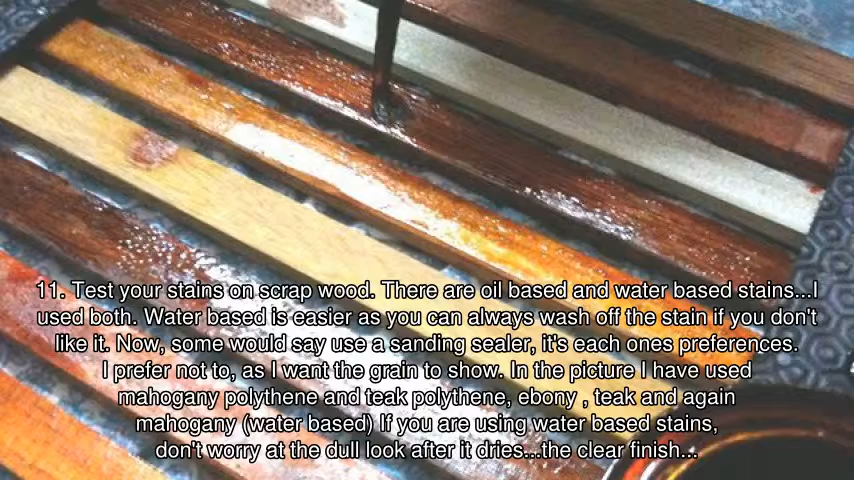 11. Test your stains on scrap wood. There are oil based and water based stains...I
used both. Water based is easier as you can always wash off the stain if you don't
like it. Now, some would say use a sanding sealer, it's each ones preferences.
I prefer not to, as I want the grain to show. In the picture I have used
mahogany polythene and teak polythene, ebony , teak and again
mahogany (water based) If you are using water based stains,
don't worry at the dull look after it dries...the clear finish...